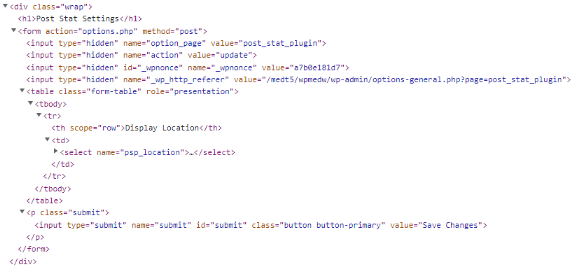 <div class="wrap">
<h1>Post Stat Settings</h1>
<form action="options.php" method="post">
<input type="hidden" name="option_page" value="post_stat_plugin">
<input type="hidden" name="action" value="update">
<input type="hidden" id="_wpnonce" name="_wpnonce" value="a7b0e181d7">
<input type="hidden" name="_wp_http_referer" value="/medt5/wpmedw/wp-admin/options-general.php?page=post_stat_plugin">
<table class="form-table" role="presentation">
<tbody>
<tr>
<th scope="row">Display Location</th>
<td>
<select name="psp_location">…</select>
</td>
</tr>
</tbody>
</table>
<p class="submit">
<input type="submit" name="submit" id="submit" class="button button-primary" value="Save Changes">
</p>
</form>
</div>